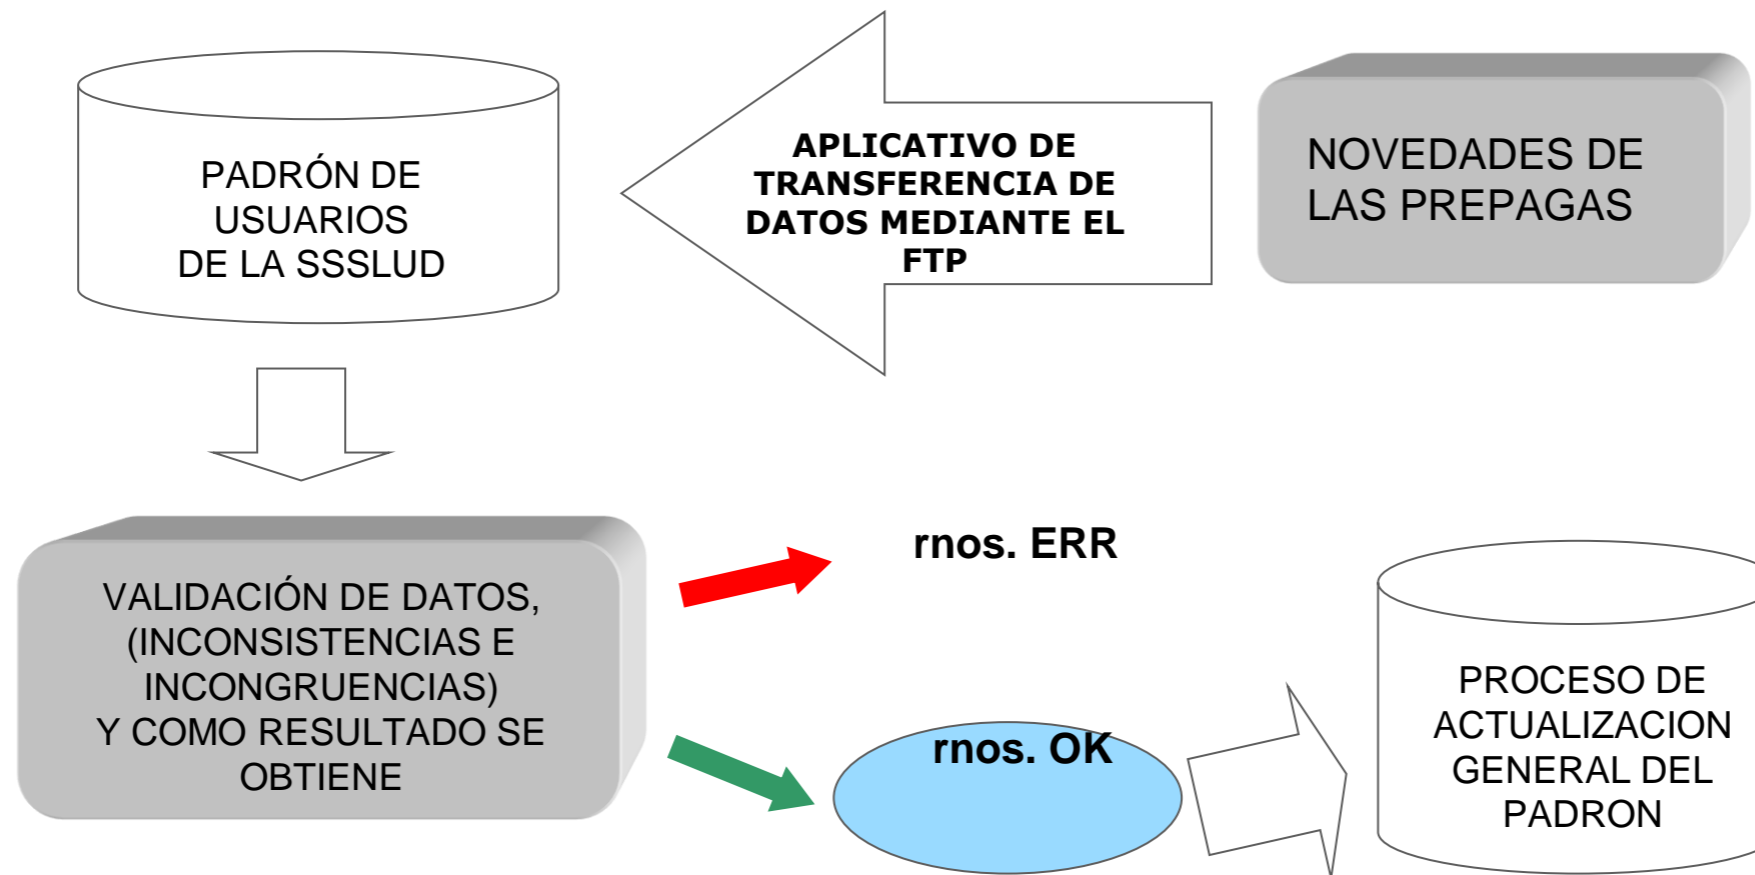 PADRÓN DE
USUARIOS
DE LA SSSLUD
APLICATIVO DE
TRANSFERENCIA DE
DATOS MEDIANTE EL
FTP
NOVEDADES DE
LAS PREPAGAS
VALIDACIÓN DE DATOS,
(INCONSISTENCIAS E
INCONGRUENCIAS)
Y COMO RESULTADO SE
OBTIENE
rnos. ERR
rnos. OK
PROCESO DE
ACTUALIZACION
GENERAL DEL
PADRON